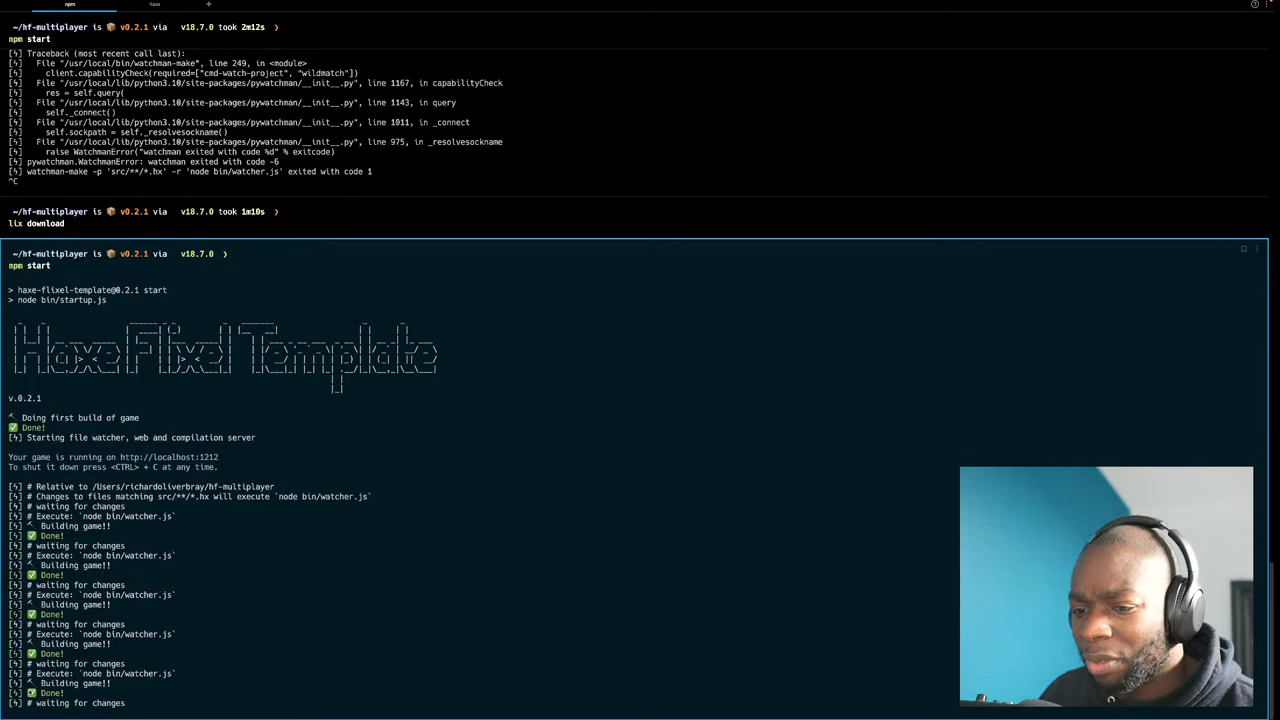 npm haxe +
~/hf-multiplayer is 📦 v0.2.1 via v18.7.0 took 2m12s ❯
npm start
[ϟ] Traceback (most recent call last):
[ϟ]   File "/usr/local/bin/watchman-make", line 249, in <module>
[ϟ]     client.capabilityCheck(required=["cmd-watch-project", "wildmatch"])
[ϟ]   File "/usr/local/lib/python3.10/site-packages/pywatchman/__init__.py", line 1167, in capabilityCheck
[ϟ]     res = self.query(
[ϟ]   File "/usr/local/lib/python3.10/site-packages/pywatchman/__init__.py", line 1143, in query
[ϟ]     self._connect()
[ϟ]   File "/usr/local/lib/python3.10/site-packages/pywatchman/__init__.py", line 1011, in _connect
[ϟ]     self.sockpath = self._resolvesockname()
[ϟ]   File "/usr/local/lib/python3.10/site-packages/pywatchman/__init__.py", line 975, in _resolvesockname
[ϟ]     raise WatchmanError("watchman exited with code %d" % exitcode)
[ϟ] pywatchman.WatchmanError: watchman exited with code -6
[ϟ] watchman-make -p 'src/**/*.hx' -r 'node bin/watcher.js' exited with code 1
^C
~/hf-multiplayer is 📦 v0.2.1 via v18.7.0 took 1m10s ❯
lix download
~/hf-multiplayer is 📦 v0.2.1 via v18.7.0 ❯
npm start
> haxe-flixel-template@0.2.1 start
> node bin/startup.js
HaxeFlixel Template
v.0.2.1
🔨 Doing first build of game
✅ Done!
[ϟ] Starting file watcher, web and compilation server
Your game is running on http://localhost:1212
To shut it down press <CTRL> + C at any time.
[ϟ] # Relative to /Users/richardoliverbray/hf-multiplayer
[ϟ] # Changes to files matching src/**/*.hx will execute `node bin/watcher.js`
[ϟ] # waiting for changes
[ϟ] # Execute: `node bin/watcher.js`
[ϟ] 🔨 Building game!!
[ϟ] ✅ Done!
[ϟ] # waiting for changes
[ϟ] # Execute: `node bin/watcher.js`
[ϟ] 🔨 Building game!!
[ϟ] ✅ Done!
[ϟ] # waiting for changes
[ϟ] # Execute: `node bin/watcher.js`
[ϟ] 🔨 Building game!!
[ϟ] ✅ Done!
[ϟ] # waiting for changes
[ϟ] # Execute: `node bin/watcher.js`
[ϟ] 🔨 Building game!!
[ϟ] ✅ Done!
[ϟ] # waiting for changes
[ϟ] # Execute: `node bin/watcher.js`
[ϟ] 🔨 Building game!!
[ϟ] ✅ Done!
[ϟ] # waiting for changes